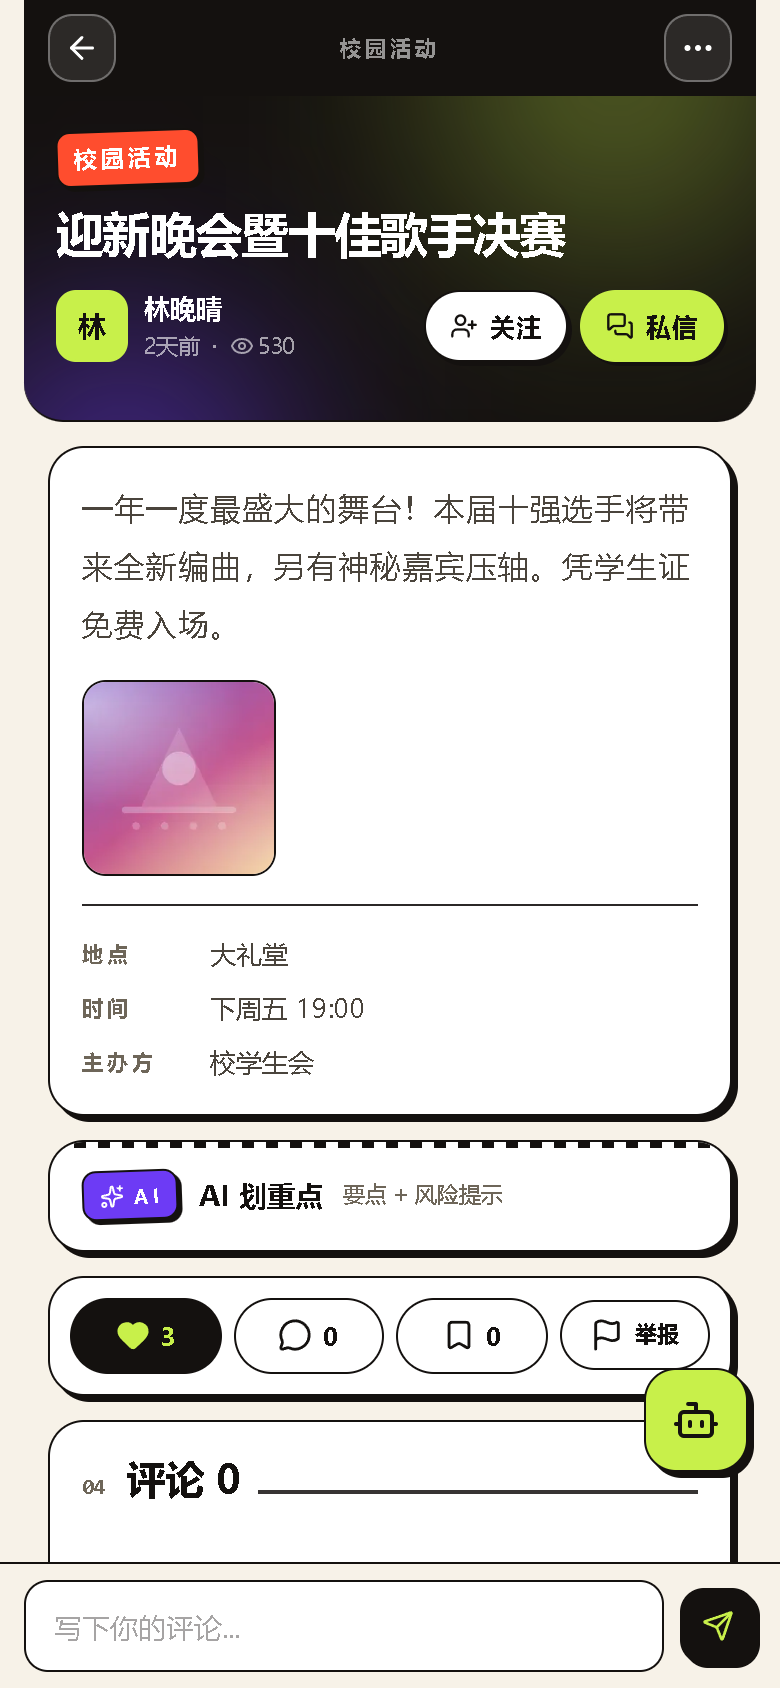 校园活动
校园活动
迎新晚会暨十佳歌手决赛
林
林晚晴
2天前 · 530
关注
私信
一年一度最盛大的舞台！本届十强选手将带
来全新编曲，另有神秘嘉宾压轴。凭学生证
免费入场。
地点 大礼堂
时间 下周五 19:00
主办方 校学生会
AI AI 划重点 要点 + 风险提示
3 0 0 举报
04 评论 0
写下你的评论...